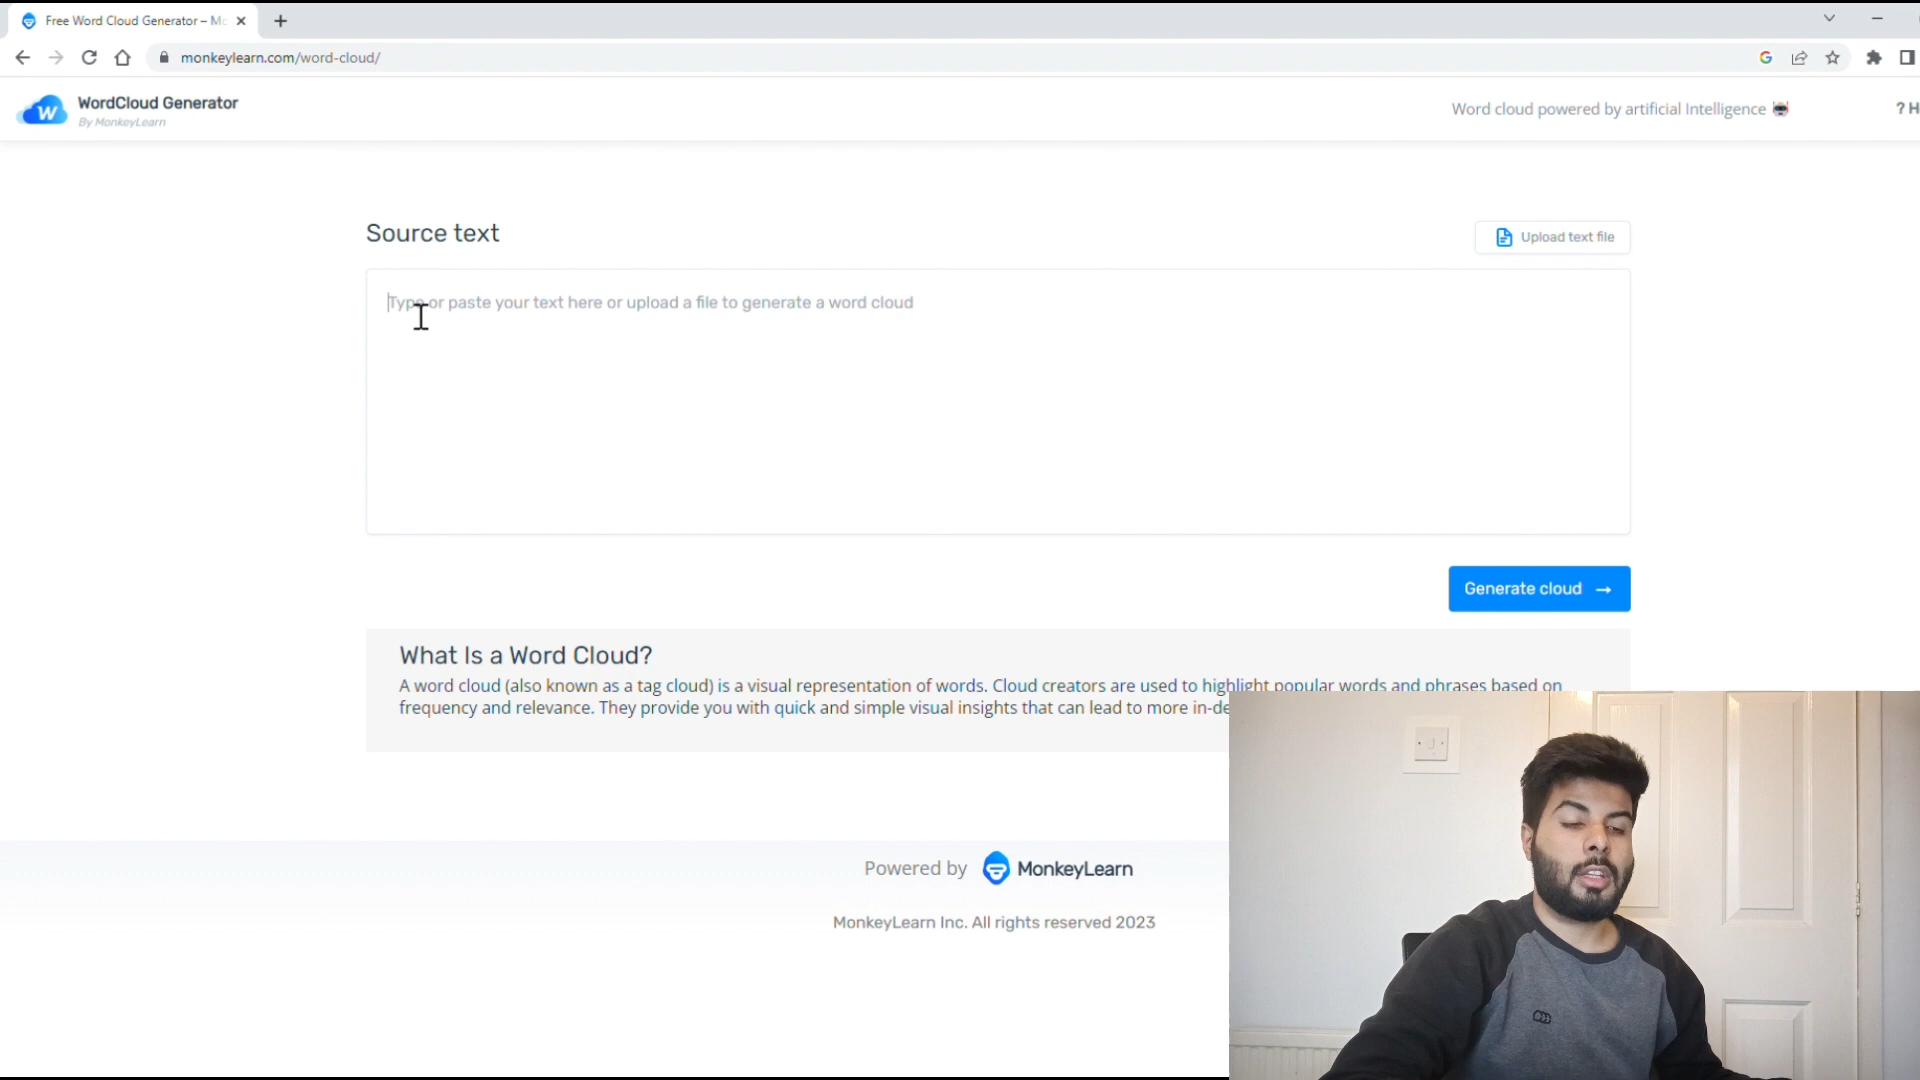 Free Word Cloud Generator – Mo
monkeylearn.com/word-cloud/
WordCloud Generator
By MonkeyLearn
Word cloud powered by artificial Intelligence
? H
Source text
Upload text file
Type or paste your text here or upload a file to generate a word cloud
Generate cloud →
What Is a Word Cloud?
A word cloud (also known as a tag cloud) is a visual representation of words. Cloud creators are used to highlight popular words and phrases based on
frequency and relevance. They provide you with quick and simple visual insights that can lead to more in-de
Powered by MonkeyLearn
MonkeyLearn Inc. All rights reserved 2023